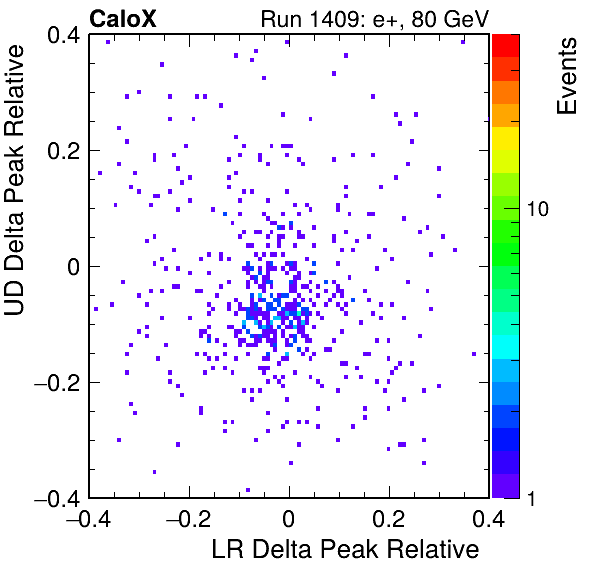 CaloX Run 1409: e+, 80 GeV
UD Delta Peak Relative
0.4
0.2
0
−0.2
−0.4
−0.4 −0.2 0 0.2 0.4
LR Delta Peak Relative
Events
10
1